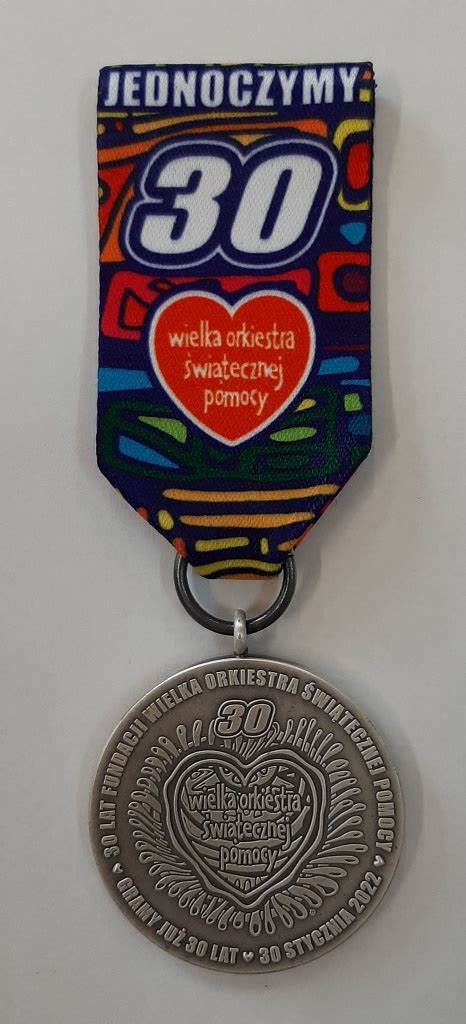 JEDNOCZYMY
30
wielka orkiestra
świątecznej
pomocy
30 LAT FUNDACJI WIELKA ORKIESTRA ŚWIĄTECZNEJ POMOCY
30
wielka orkiestra
świątecznej
pomocy
®
GRAMY JUŻ 30 LAT ♥ 30 STYCZNIA 2022